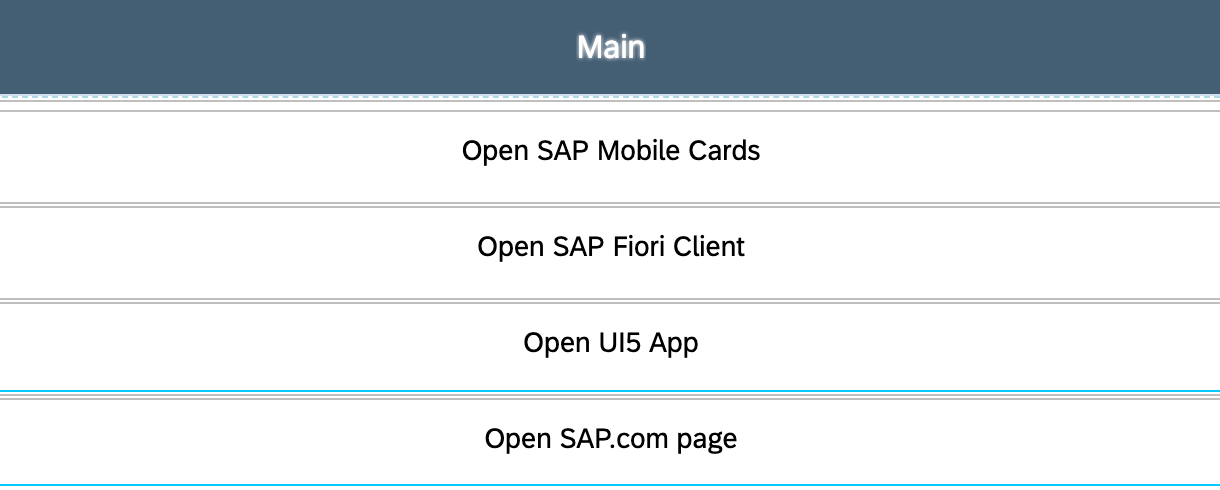 Main
Open SAP Mobile Cards
Open SAP Fiori Client
Open UI5 App
Open SAP.com page